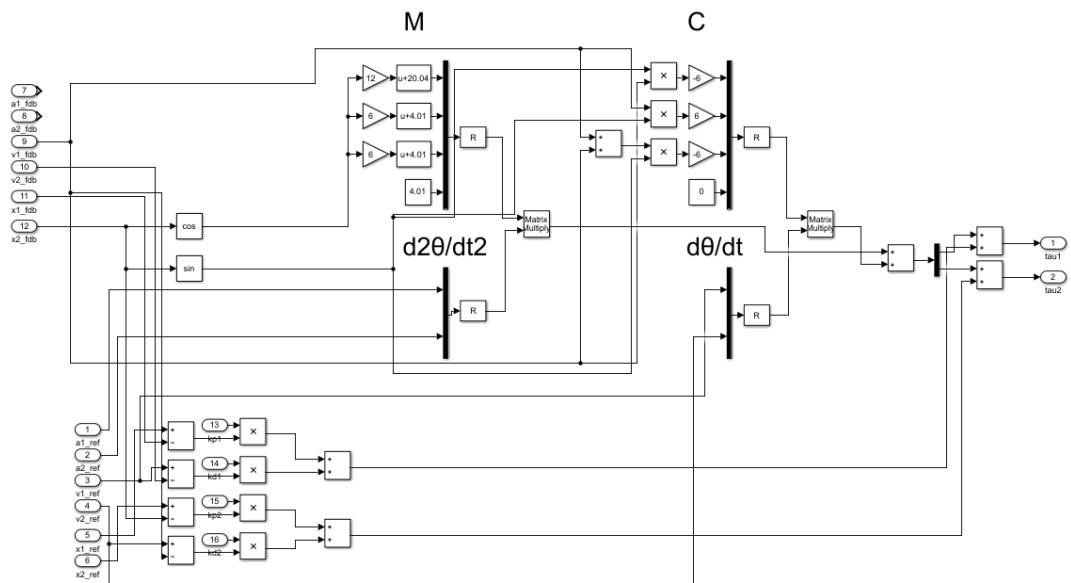 M
C
7
a1_fdb
8
a2_fdb
9
v1_fdb
10
v2_fdb
11
x1_fdb
12
x2_fdb
cos
sin
12
u+20.04
6
u+4.01
6
u+4.01
4.01
R
Matrix
Multiply
d2θ/dt2
R
+
+
×
×
×
-6
6
-6
0
R
Matrix
Multiply
dθ/dt
R
+
+
+
+
+
+
1
tau1
2
tau2
1
a1_ref
2
a2_ref
3
v1_ref
4
v2_ref
5
x1_ref
6
x2_ref
+
−
+
−
+
−
+
−
13
kp1
14
kd1
15
kp2
16
kd2
×
×
×
×
+
+
+
+